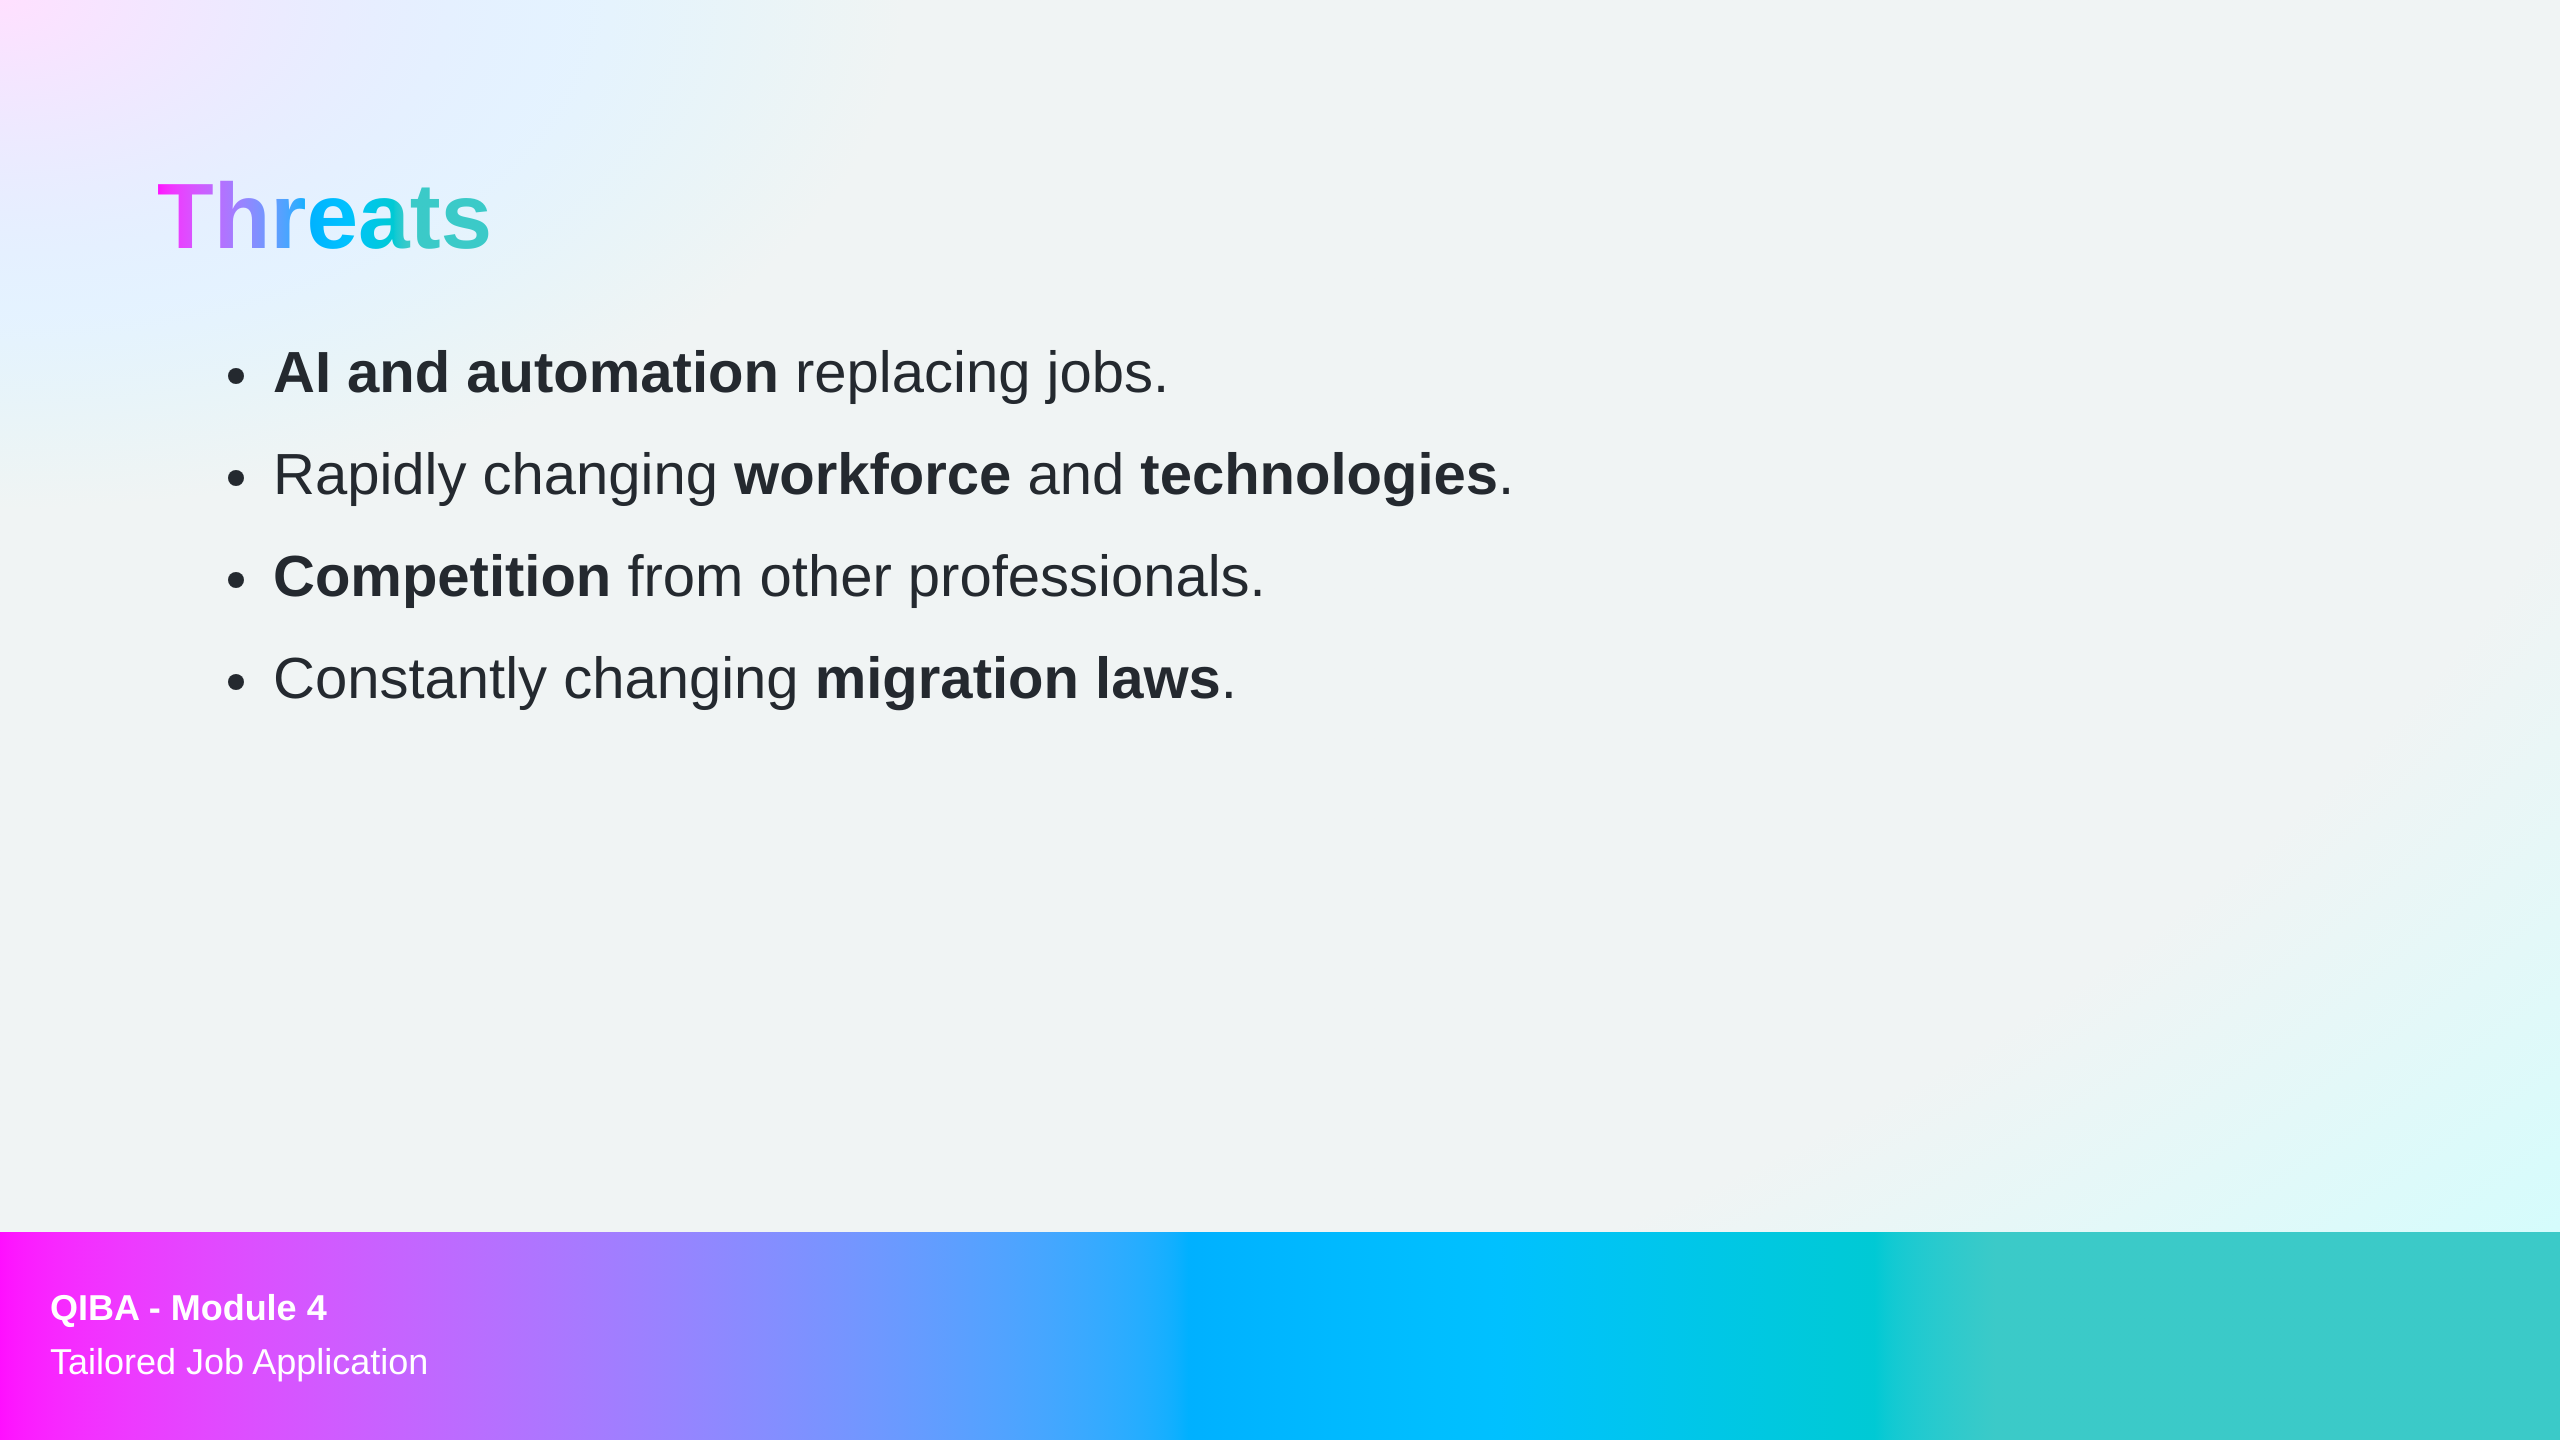 Threats
• AI and automation replacing jobs.
• Rapidly changing workforce and technologies.
• Competition from other professionals.
• Constantly changing migration laws.
QIBA - Module 4
Tailored Job Application